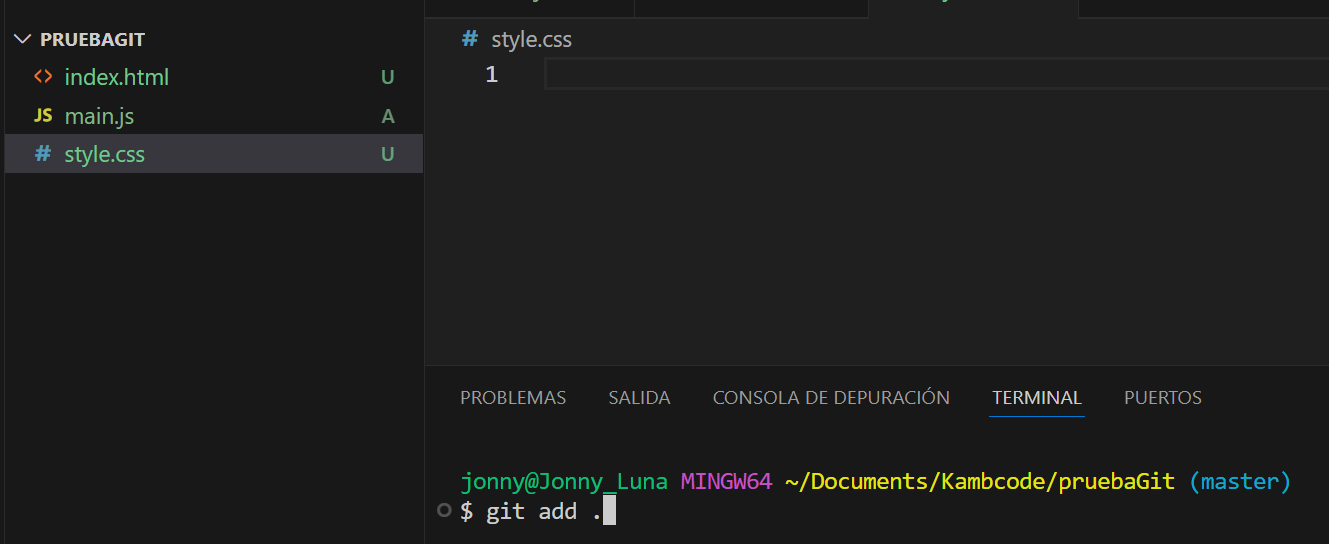 PRUEBAGIT
index.html U
JS main.js A
# style.css U
# style.css
1
PROBLEMAS SALIDA CONSOLA DE DEPURACIÓN TERMINAL PUERTOS
jonny@Jonny_Luna MINGW64 ~/Documents/Kambcode/pruebaGit (master)
$ git add .